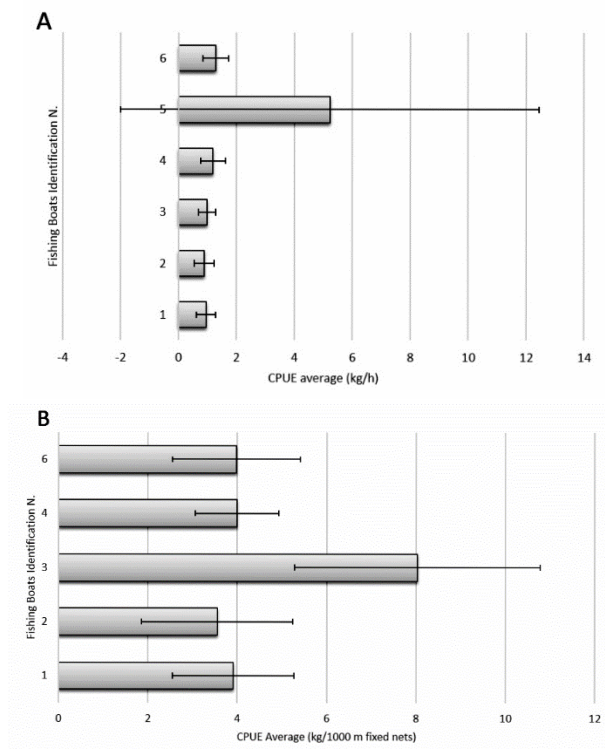 A
Fishing Boats Identification N.
6
5
4
3
2
1
-4 -2 0 2 4 6 8 10 12 14
CPUE average (kg/h)
B
Fishing Boats Identification N.
6
4
3
2
1
0 2 4 6 8 10 12
CPUE Average (kg/1000 m fixed nets)